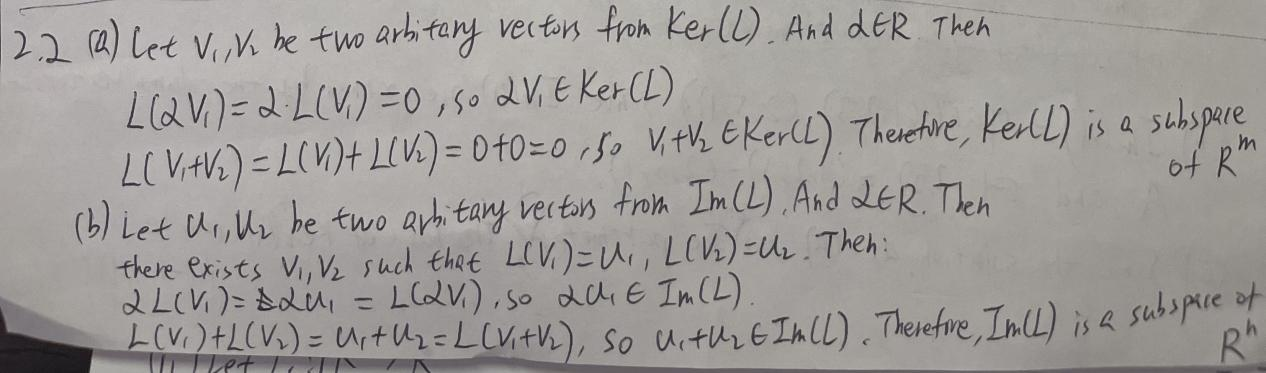 2.2 (a) Let V₁, V₂ be two arbitary vectors from Ker(L). And α∈R. Then
L(αV₁) = α·L(V₁) = 0, so αV₁ ∈ Ker(L)
L(V₁+V₂) = L(V₁) + L(V₂) = 0+0=0, so V₁+V₂ ∈ Ker(L). Therefore, Ker(L) is a subspace
of Rᵐ
(b) Let u₁, u₂ be two arbitary vectors from Im(L). And α∈R. Then
there exists V₁, V₂ such that L(V₁)=u₁, L(V₂)=u₂. Then:
αL(V₁) = αu₁ = L(αV₁), so αu₁ ∈ Im(L).
L(V₁)+L(V₂) = u₁+u₂ = L(V₁+V₂), so u₁+u₂ ∈ Im(L). Therefore, Im(L) is a subspace of
Rⁿ